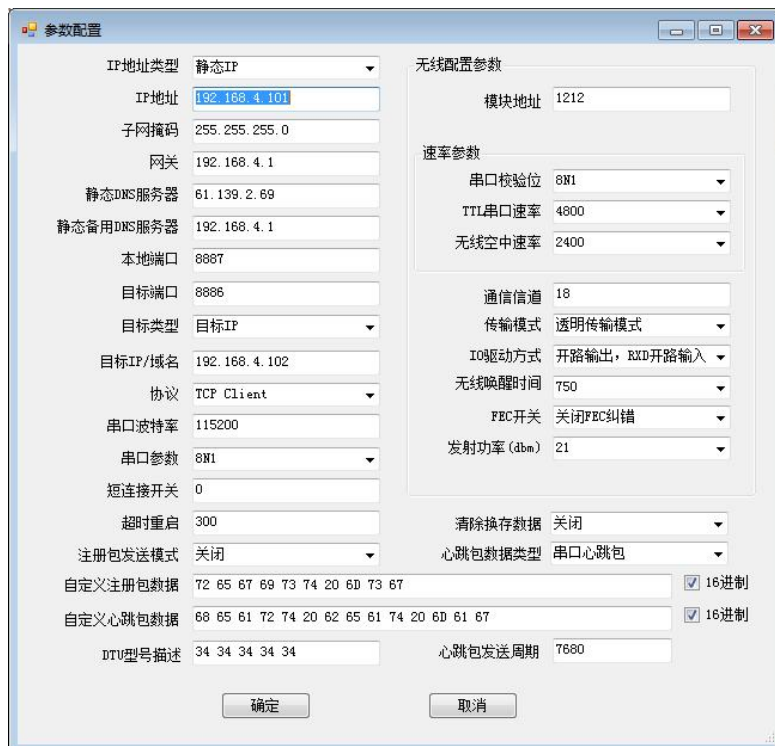 参数配置
IP地址类型 静态IP
IP地址 192.168.4.101
子网掩码 255.255.255.0
网关 192.168.4.1
静态DNS服务器 61.139.2.69
静态备用DNS服务器 192.168.4.1
本地端口 8887
目标端口 8886
目标类型 目标IP
目标IP/域名 192.168.4.102
协议 TCP Client
串口波特率 115200
串口参数 8N1
短连接开关 0
超时重启 300
注册包发送模式 关闭
无线配置参数
模块地址 1212
速率参数
串口校验位 8N1
TTL串口速率 4800
无线空中速率 2400
通信信道 18
传输模式 透明传输模式
IO驱动方式 开路输出，RXD开路输入
无线唤醒时间 750
FEC开关 关闭FEC纠错
发射功率(dbm) 21
清除换存数据 关闭
心跳包数据类型 串口心跳包
自定义注册包数据 72 65 67 69 73 74 20 6D 73 67 16进制
自定义心跳包数据 68 65 61 72 74 20 62 65 61 74 20 6D 61 67 16进制
DTU型号描述 34 34 34 34 34 心跳包发送周期 7680
确定 取消